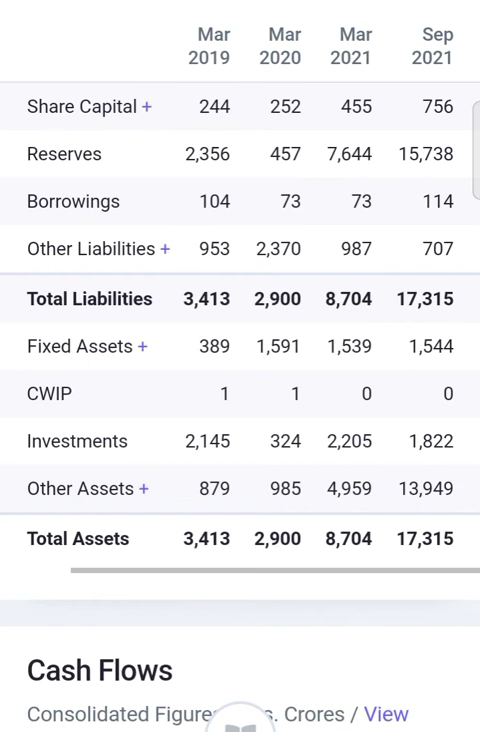 Mar Mar Mar Sep
2019 2020 2021 2021
Share Capital + 244 252 455 756
Reserves 2,356 457 7,644 15,738
Borrowings 104 73 73 114
Other Liabilities + 953 2,370 987 707
Total Liabilities 3,413 2,900 8,704 17,315
Fixed Assets + 389 1,591 1,539 1,544
CWIP 1 1 0 0
Investments 2,145 324 2,205 1,822
Other Assets + 879 985 4,959 13,949
Total Assets 3,413 2,900 8,704 17,315
Cash Flows
Consolidated Figure s. Crores / View